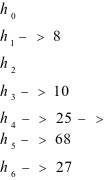 h₀
h₁ – > 8
h₂
h₃ – > 10
h₄ – > 25 – >
h₅ – > 68
h₆ – > 27